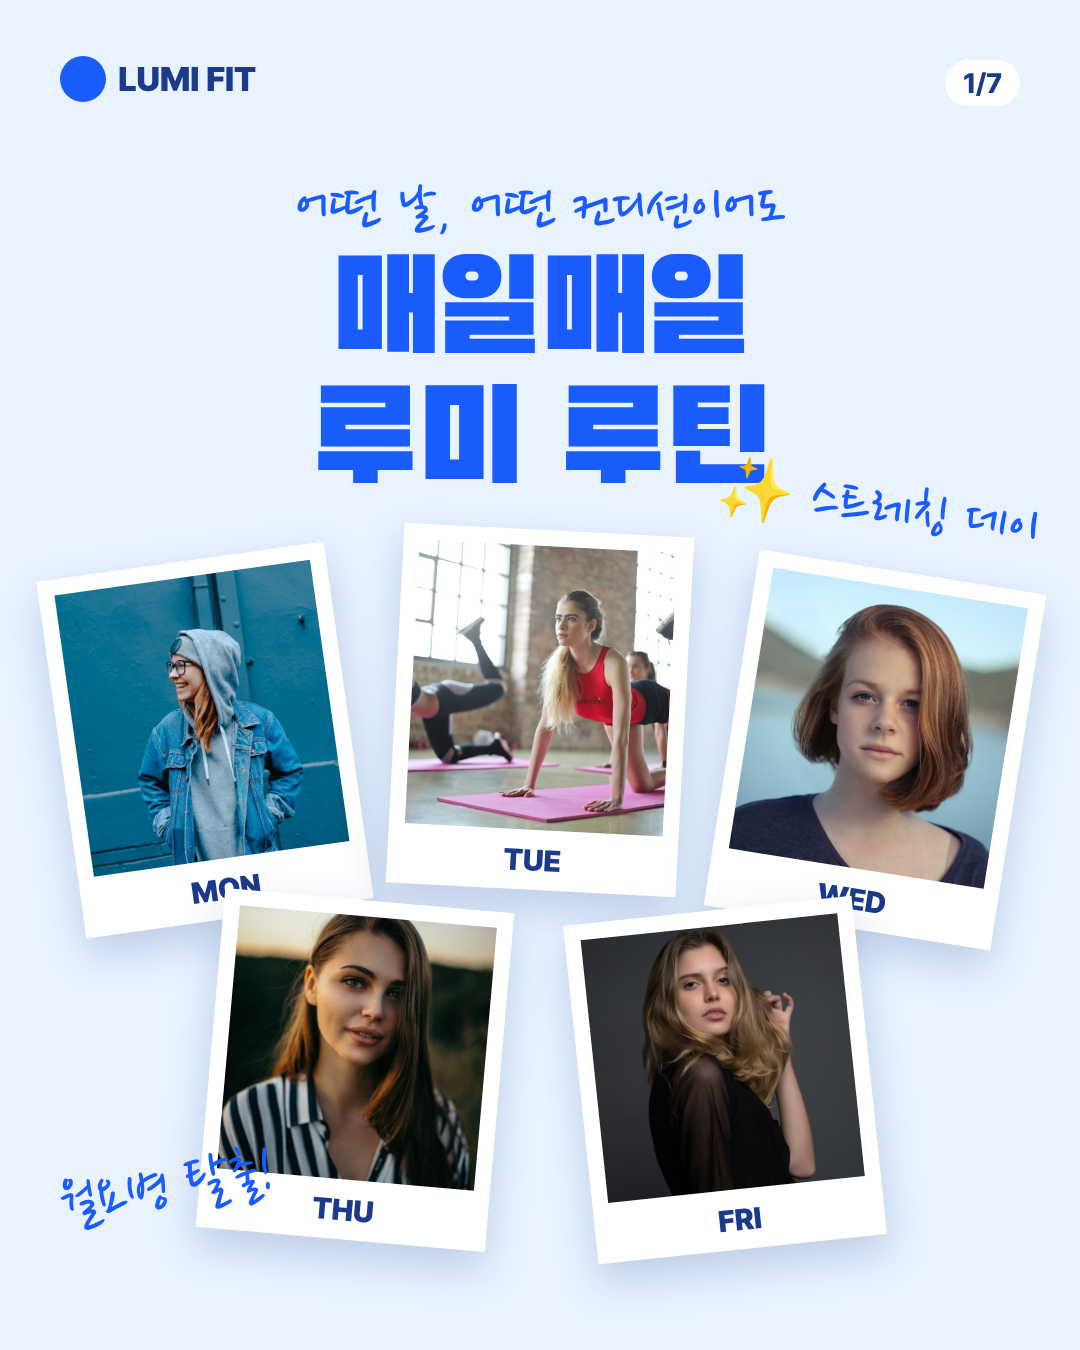 LUMI FIT
1/7
어떤 날, 어떤 컨디션이어도
매일매일
루미 루틴
스트레칭 데이
MON
TUE
WED
월요병 탈출!
THU
FRI